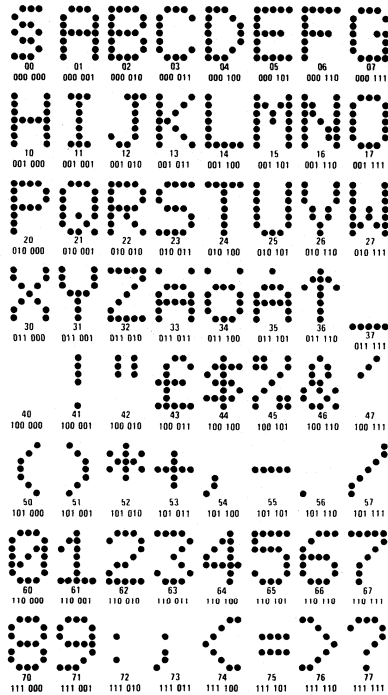 § A B C D E F G
00 01 02 03 04 05 06 07
000 000 000 001 000 010 000 011 000 100 000 101 000 110 000 111
H I J K L M N O
10 11 12 13 14 15 16 17
001 000 001 001 001 010 001 011 001 100 001 101 001 110 001 111
P Q R S T U V W
20 21 22 23 24 25 26 27
010 000 010 001 010 010 010 011 010 100 010 101 010 110 010 111
X Y Z Ä Ö Å ↑ _
30 31 32 33 34 35 36 37
011 000 011 001 011 010 011 011 011 100 011 101 011 110 011 111
! " £ $ % & '
40 41 42 43 44 45 46 47
100 000 100 001 100 010 100 011 100 100 100 101 100 110 100 111
( ) * + , - . /
50 51 52 53 54 55 56 57
101 000 101 001 101 010 101 011 101 100 101 101 101 110 101 111
0 1 2 3 4 5 6 7
60 61 62 63 64 65 66 67
110 000 110 001 110 010 110 011 110 100 110 101 110 110 110 111
8 9 : ; < = > ?
70 71 72 73 74 75 76 77
111 000 111 001 111 010 111 011 111 100 111 101 111 110 111 111